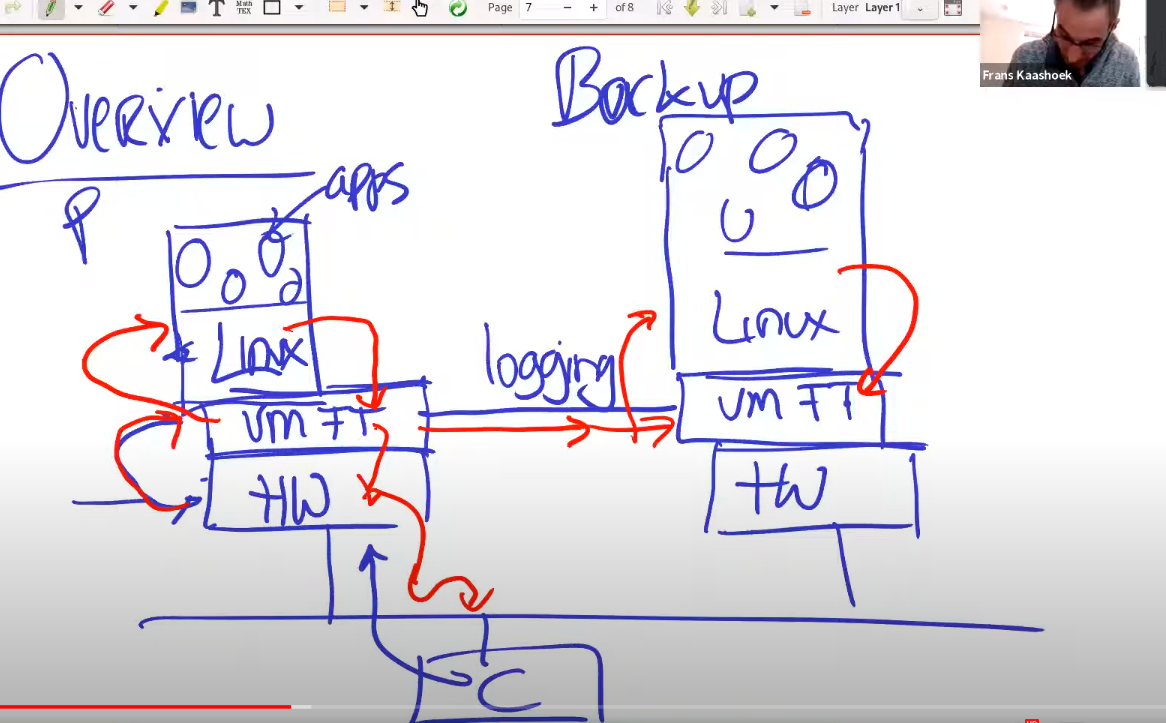 Page 7 of 8 Layer Layer 1
Math
TEX
T
Frans Kaashoek
Overview
Backup
P
apps
Linux
Linux
logging
VM FT
VM FT
HW
HW
C